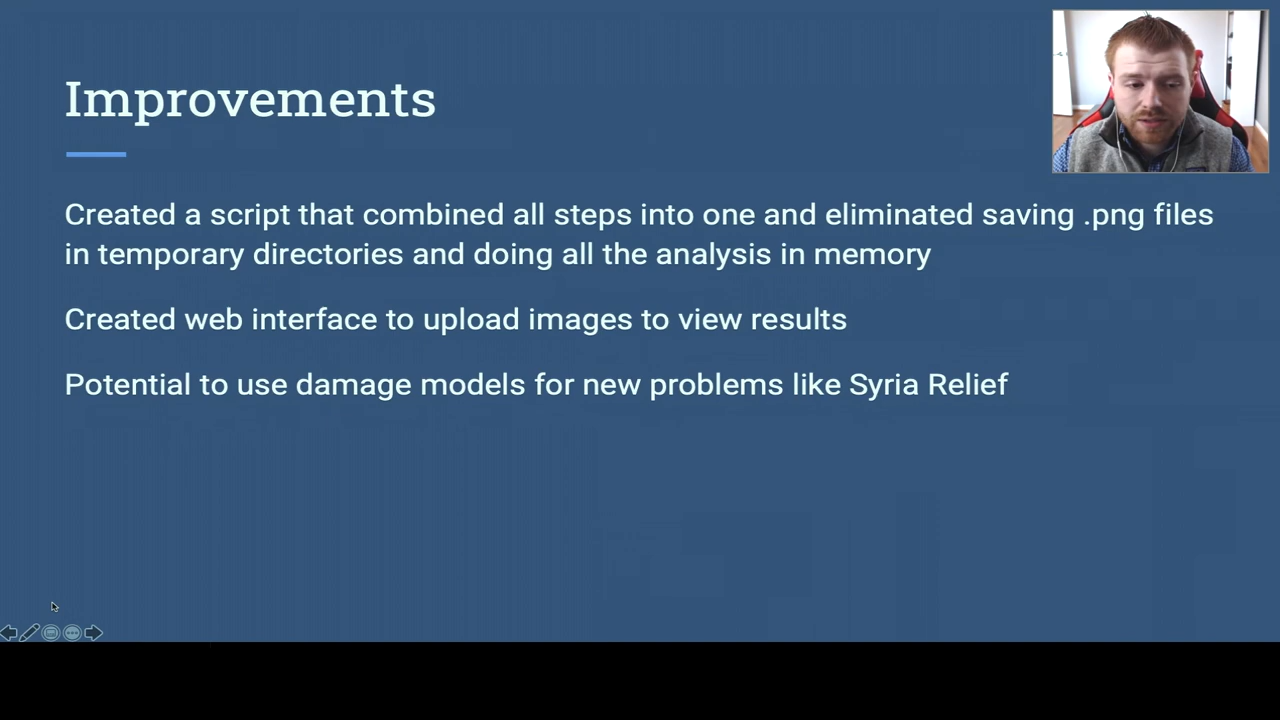 Improvements
Created a script that combined all steps into one and eliminated saving .png files
in temporary directories and doing all the analysis in memory
Created web interface to upload images to view results
Potential to use damage models for new problems like Syria Relief